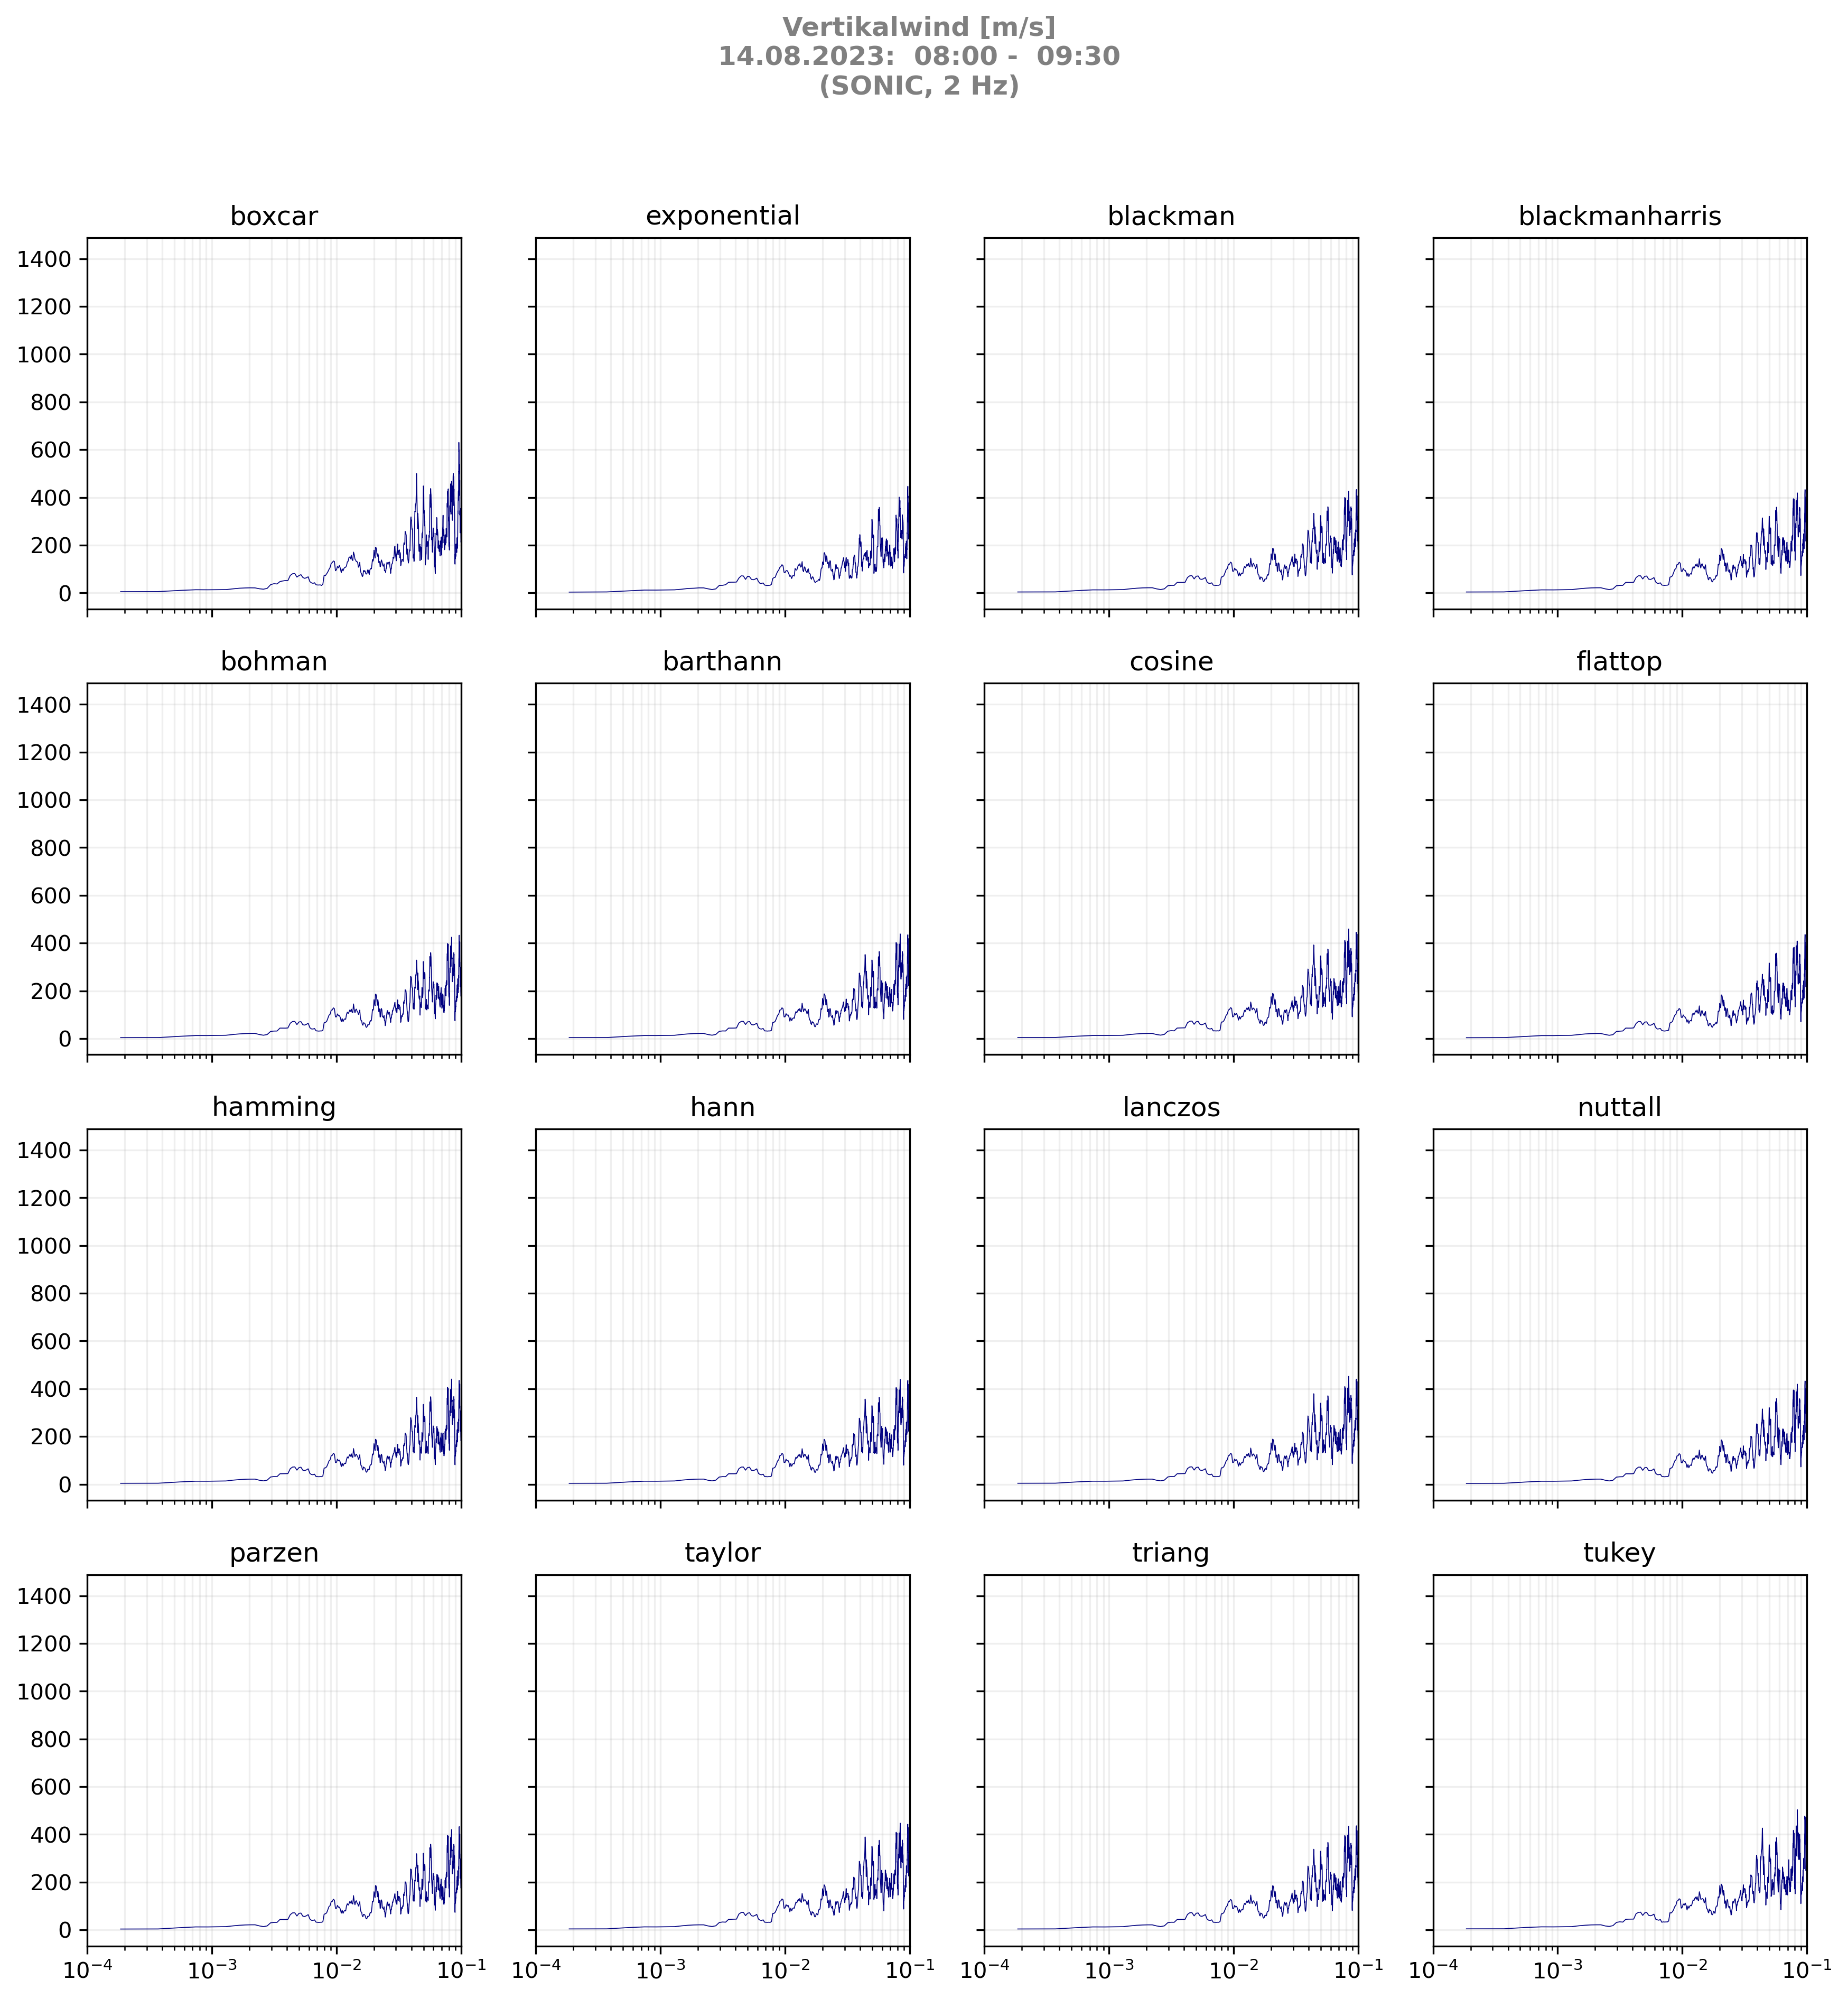 Vertikalwind [m/s]
14.08.2023:  08:00 -  09:30
(SONIC, 2 Hz)
boxcar
exponential
blackman
blackmanharris
1400
1200
1000
800
600
400
200
0
bohman
barthann
cosine
flattop
1400
1200
1000
800
600
400
200
0
hamming
hann
lanczos
nuttall
1400
1200
1000
800
600
400
200
0
parzen
taylor
triang
tukey
1400
1200
1000
800
600
400
200
0
10⁻⁴ 10⁻³ 10⁻² 10⁻¹ 10⁻⁴ 10⁻³ 10⁻² 10⁻¹ 10⁻⁴ 10⁻³ 10⁻² 10⁻¹ 10⁻⁴ 10⁻³ 10⁻² 10⁻¹